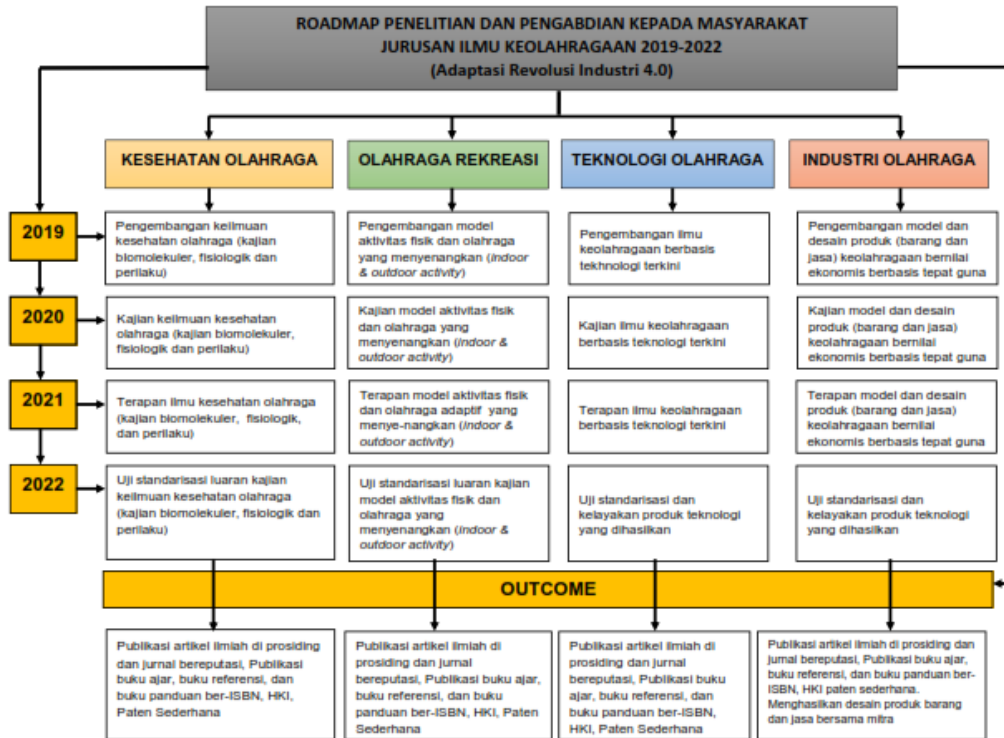 ROADMAP PENELITIAN DAN PENGABDIAN KEPADA MASYARAKAT
JURUSAN ILMU KEOLAHRAGAAN 2019-2022
(Adaptasi Revolusi Industri 4.0)
KESEHATAN OLAHRAGA
OLAHRAGA REKREASI
TEKNOLOGI OLAHRAGA
INDUSTRI OLAHRAGA
2019
Pengembangan keilmuan
kesehatan olahraga (kajian
biomolekuler, fisiologik dan
perilaku)
Pengembangan model
aktivitas fisik dan olahraga
yang menyenangkan (indoor
& outdoor activity)
Pengembangan ilmu
keolahragaan berbasis
tekhnologi terkini
Pengembangan model dan
desain produk (barang dan
jasa) keolahragaan bernilai
ekonomis berbasis tepat guna
2020
Kajian keilmuan kesehatan
olahraga (kajian biomolekuler,
fisiologik dan perilaku)
Kajian model aktivitas fisik
dan olahraga yang
menyenangkan (indoor &
outdoor activity)
Kajian ilmu keolahragaan
berbasis teknologi terkini
Kajian model dan desain
produk (barang dan jasa)
keolahragaan bernilai
ekonomis berbasis tepat guna
2021
Terapan ilmu kesehatan olahraga
(kajian biomolekuler, fisiologik,
dan perilaku)
Terapan model aktivitas fisik
dan olahraga adaptif yang
menye-nangkan (indoor &
outdoor activity)
Terapan ilmu keolahragaan
berbasis teknologi terkini
Terapan model dan desain
produk (barang dan jasa)
keolahragaan bernilai
ekonomis berbasis tepat guna
2022
Uji standarisasi luaran kajian
keilmuan kesehatan olahraga
(kajian biomolekuler, fisiologik dan
perilaku)
Uji standarisasi luaran kajian
model aktivitas fisik dan
olahraga yang
menyenangkan (indoor &
outdoor activity)
Uji standarisasi dan
kelayakan produk teknologi
yang dihasilkan
Uji standarisasi dan
kelayakan produk teknologi
yang dihasilkan
OUTCOME
Publikasi artikel ilmiah di prosiding
dan jurnal bereputasi, Publikasi
buku ajar, buku referensi, dan
buku panduan ber-ISBN, HKI,
Paten Sederhana
Publikasi artikel ilmiah di
prosiding dan jurnal
bereputasi, Publikasi buku ajar,
buku referensi, dan buku
panduan ber-ISBN, HKI, Paten
Sederhana
Publikasi artikel ilmiah di
prosiding dan jurnal
bereputasi, Publikasi buku
ajar, buku referensi, dan buku
panduan ber-ISBN,
HKI, Paten Sederhana
Publikasi artikel ilmiah di prosiding dan
jurnal bereputasi, Publikasi buku ajar,
buku referensi, dan buku panduan ber-
ISBN, HKI paten sederhana.
Menghasilkan desain produk barang
dan jasa bersama mitra